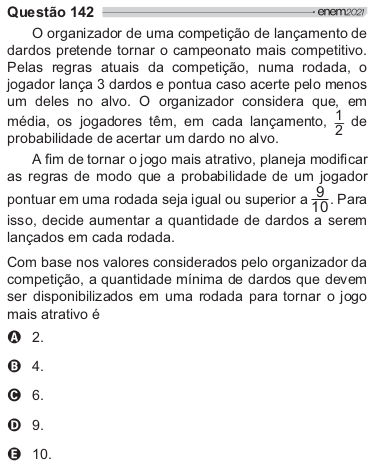 Questão 142 enem2021
O organizador de uma competição de lançamento de
dardos pretende tornar o campeonato mais competitivo.
Pelas regras atuais da competição, numa rodada, o
jogador lança 3 dardos e pontua caso acerte pelo menos
um deles no alvo. O organizador considera que, em
média, os jogadores têm, em cada lançamento, 1/2 de
probabilidade de acertar um dardo no alvo.
A fim de tornar o jogo mais atrativo, planeja modificar
as regras de modo que a probabilidade de um jogador
pontuar em uma rodada seja igual ou superior a 9/10. Para
isso, decide aumentar a quantidade de dardos a serem
lançados em cada rodada.
Com base nos valores considerados pelo organizador da
competição, a quantidade mínima de dardos que devem
ser disponibilizados em uma rodada para tornar o jogo
mais atrativo é
A 2.
B 4.
C 6.
D 9.
E 10.